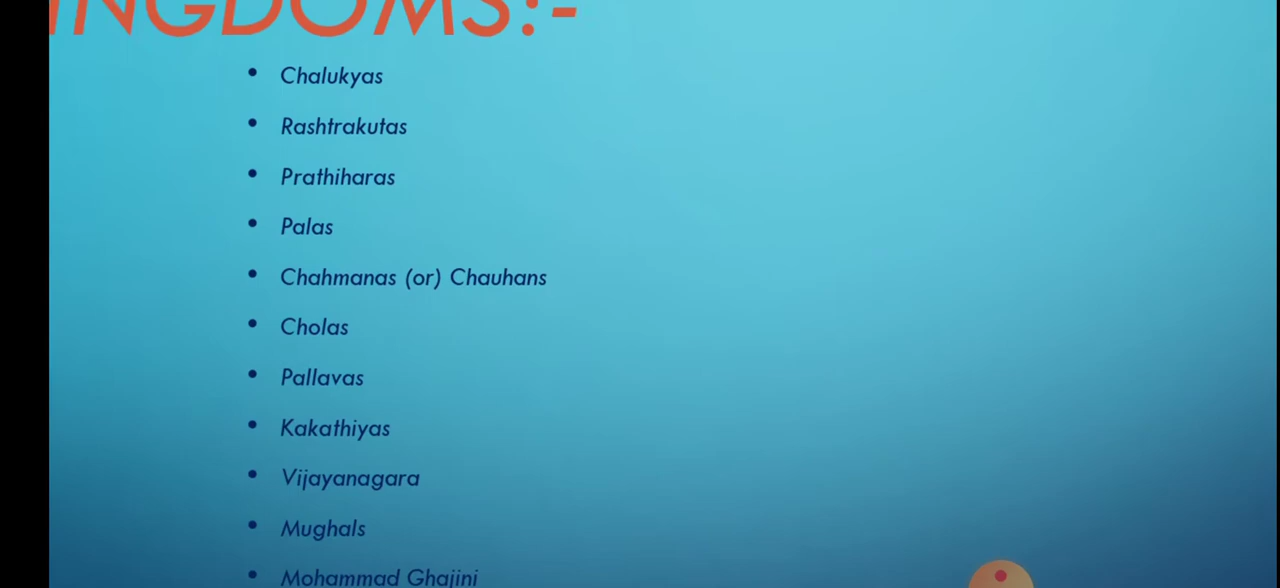 INGDOMS:-
• Chalukyas
• Rashtrakutas
• Prathiharas
• Palas
• Chahmanas (or) Chauhans
• Cholas
• Pallavas
• Kakathiyas
• Vijayanagara
• Mughals
• Mohammad Ghajini